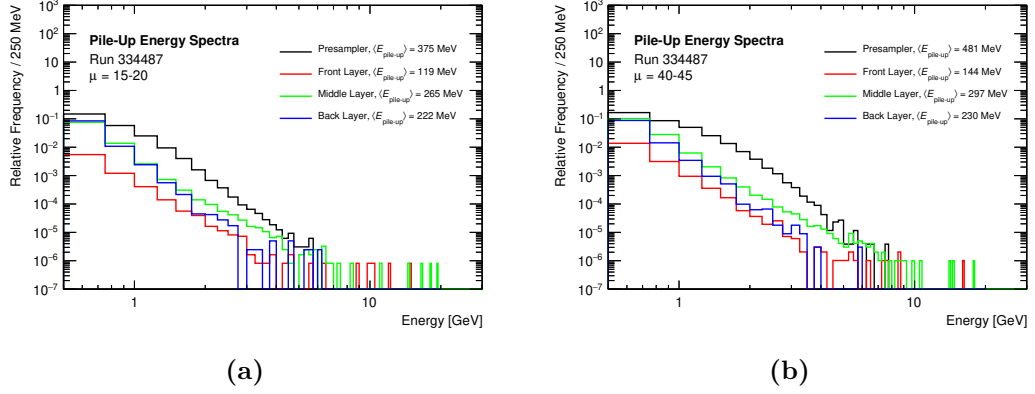 Pile-Up Energy Spectra
Run 334487
μ = 15-20
Presampler, ⟨E_pile-up⟩ = 375 MeV
Front Layer, ⟨E_pile-up⟩ = 119 MeV
Middle Layer, ⟨E_pile-up⟩ = 265 MeV
Back Layer, ⟨E_pile-up⟩ = 222 MeV
Relative Frequency / 250 MeV
10³
10²
10
1
10⁻¹
10⁻²
10⁻³
10⁻⁴
10⁻⁵
10⁻⁶
10⁻⁷
1
10
Energy [GeV]
(a)
Pile-Up Energy Spectra
Run 334487
μ = 40-45
Presampler, ⟨E_pile-up⟩ = 481 MeV
Front Layer, ⟨E_pile-up⟩ = 144 MeV
Middle Layer, ⟨E_pile-up⟩ = 297 MeV
Back Layer, ⟨E_pile-up⟩ = 230 MeV
Relative Frequency / 250 MeV
10³
10²
10
1
10⁻¹
10⁻²
10⁻³
10⁻⁴
10⁻⁵
10⁻⁶
10⁻⁷
1
10
Energy [GeV]
(b)